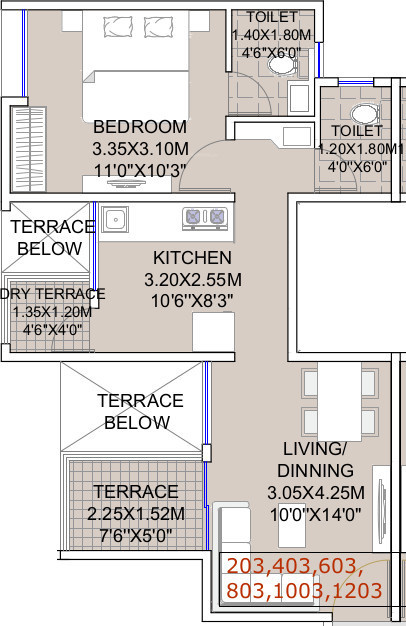 TOILET
1.40X1.80M
4'6"X6'0"
BEDROOM
3.35X3.10M
11'0"X10'3"
TOILET
1.20X1.80M
4'0"X6'0"
TERRACE
BELOW
KITCHEN
3.20X2.55M
10'6"X8'3"
DRY TERRACE
1.35X1.20M
4'6"X4'0"
TERRACE
BELOW
LIVING/
DINNING
3.05X4.25M
10'0"X14'0"
TERRACE
2.25X1.52M
7'6"X5'0"
203,403,603,
803,1003,1203